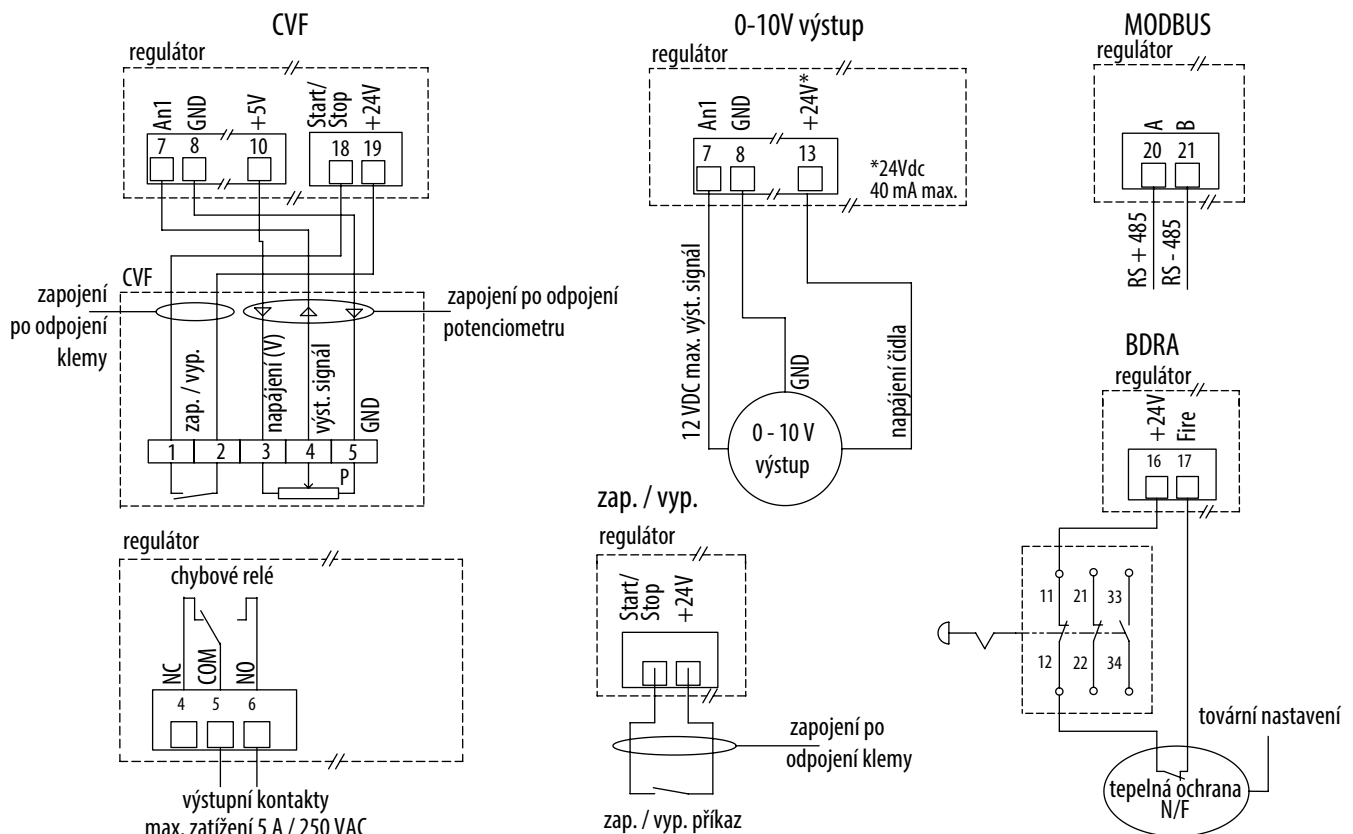 CVF
regulátor
An1
GND
+5V
Start/
Stop
+24V
7
8
10
18
19
CVF
zapojení
po odpojení
klemy
zapojení po odpojení
potenciometru
zap. / vyp.
napájení (V)
výst. signál
GND
1
2
3
4
5
P
0-10V výstup
regulátor
An1
GND
+24V*
7
8
13
*24Vdc
40 mA max.
12 VDC max. výst. signál
GND
napájení čidla
0 - 10 V
výstup
MODBUS
regulátor
A
B
20
21
RS + 485
RS - 485
BDRA
regulátor
+24V
Fire
16
17
11
21
33
12
22
34
tovární nastavení
tepelná ochrana
N/F
regulátor
chybové relé
NC
COM
NO
4
5
6
výstupní kontakty
max. zatížení 5 A / 250 VAC
zap. / vyp.
regulátor
Start/
Stop
+24V
zapojení po
odpojení klemy
zap. / vyp. příkaz